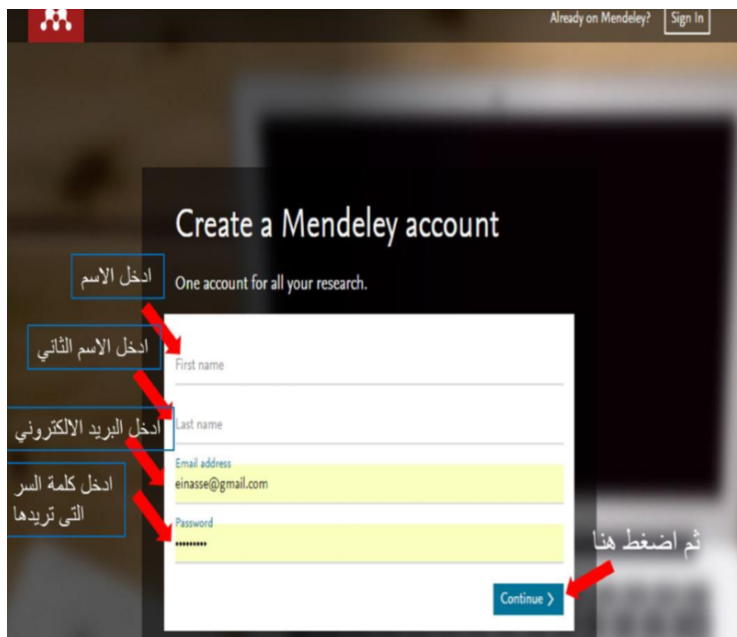 Already on Mendeley? Sign In
Create a Mendeley account
One account for all your research.
ادخل الاسم
First name
ادخل الاسم الثاني
Last name
ادخل البريد الالكتروني
Email address
einasse@gmail.com
ادخل كلمة السر
التى تريدها
Password
•••••••••
ثم اضغط هنا
Continue